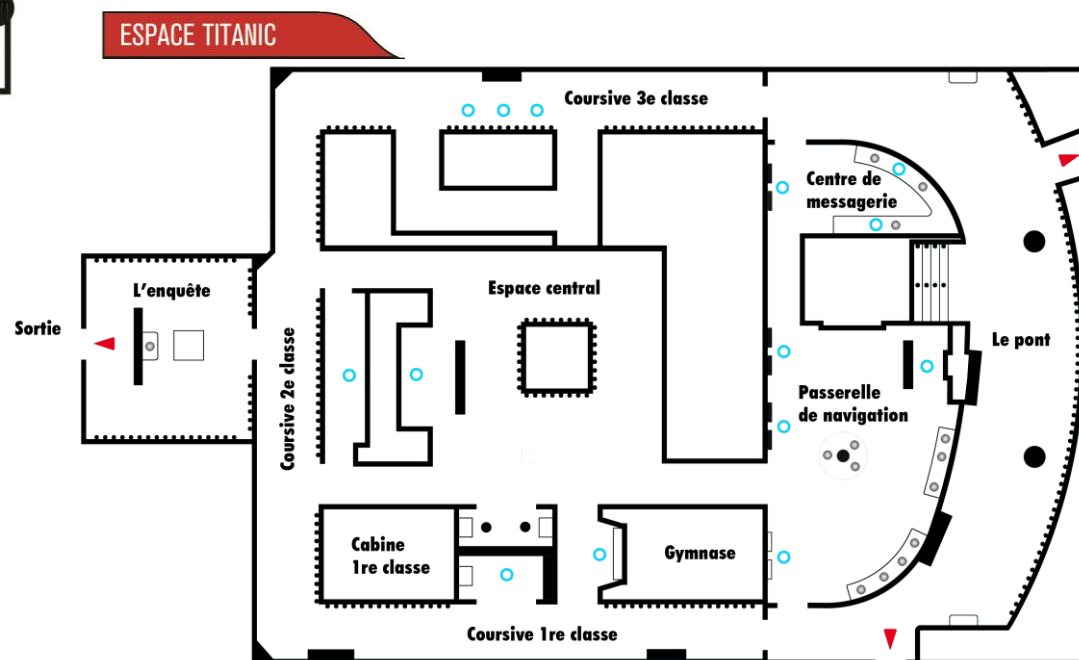 ESPACE TITANIC
Coursive 3e classe
Centre de
messagerie
L'enquête
Espace central
Sortie
Le pont
Coursive 2e classe
Passerelle
de navigation
Cabine
1re classe
Gymnase
Coursive 1re classe